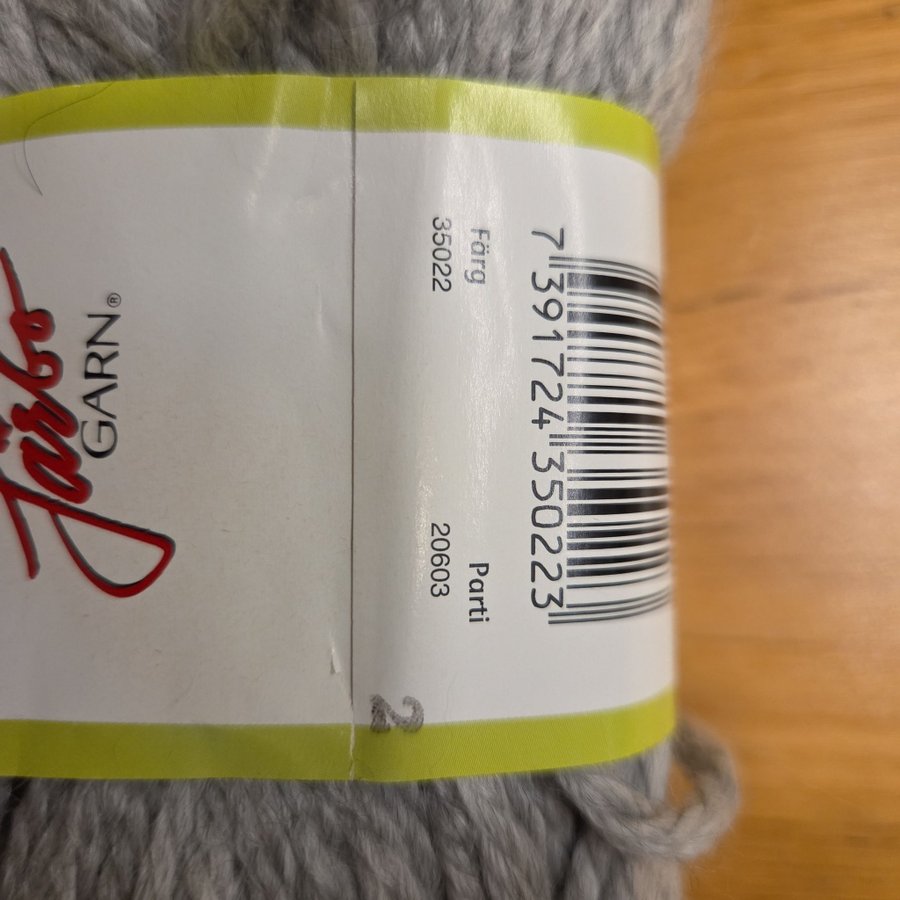 Järbo
GARN®
Färg
35022
Parti
20603
7 391724 350223
2